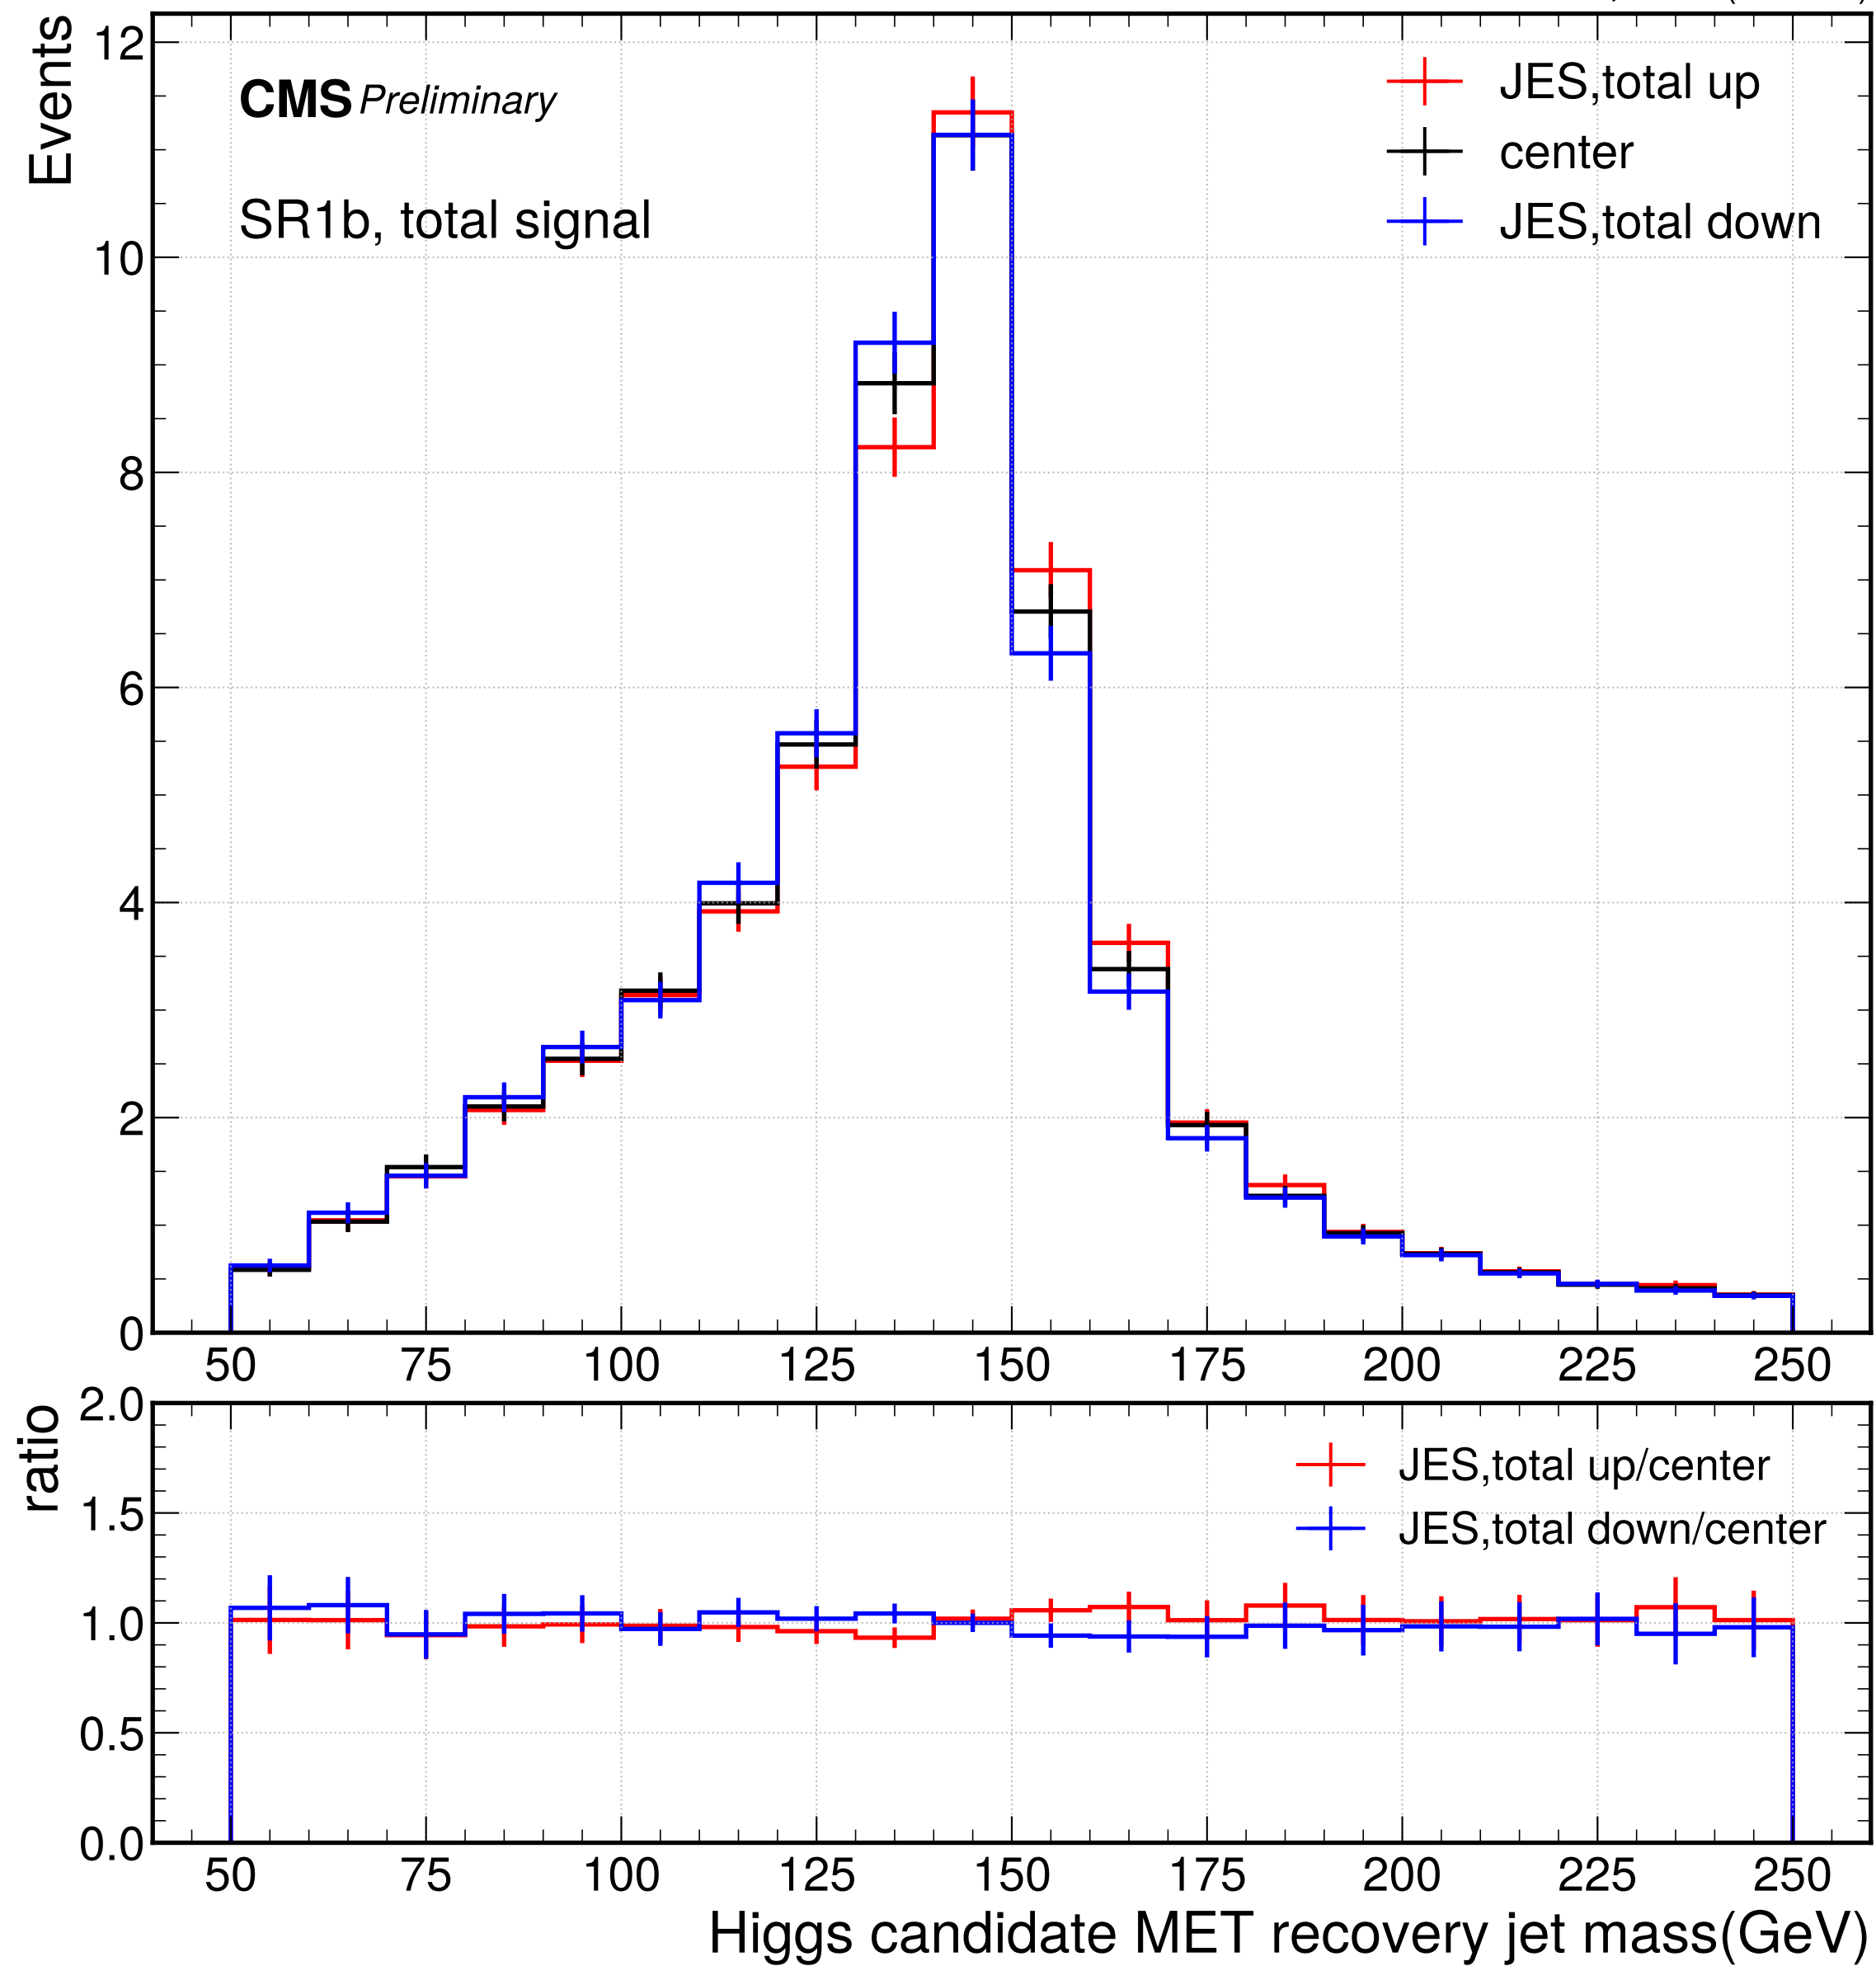 Events
12
10
8
6
4
2
0
CMS Preliminary
SR1b, total signal
JES,total up
center
JES,total down
50 75 100 125 150 175 200 225 250
ratio
2.0
1.5
1.0
0.5
0.0
JES,total up/center
JES,total down/center
50 75 100 125 150 175 200 225 250
Higgs candidate MET recovery jet mass(GeV)